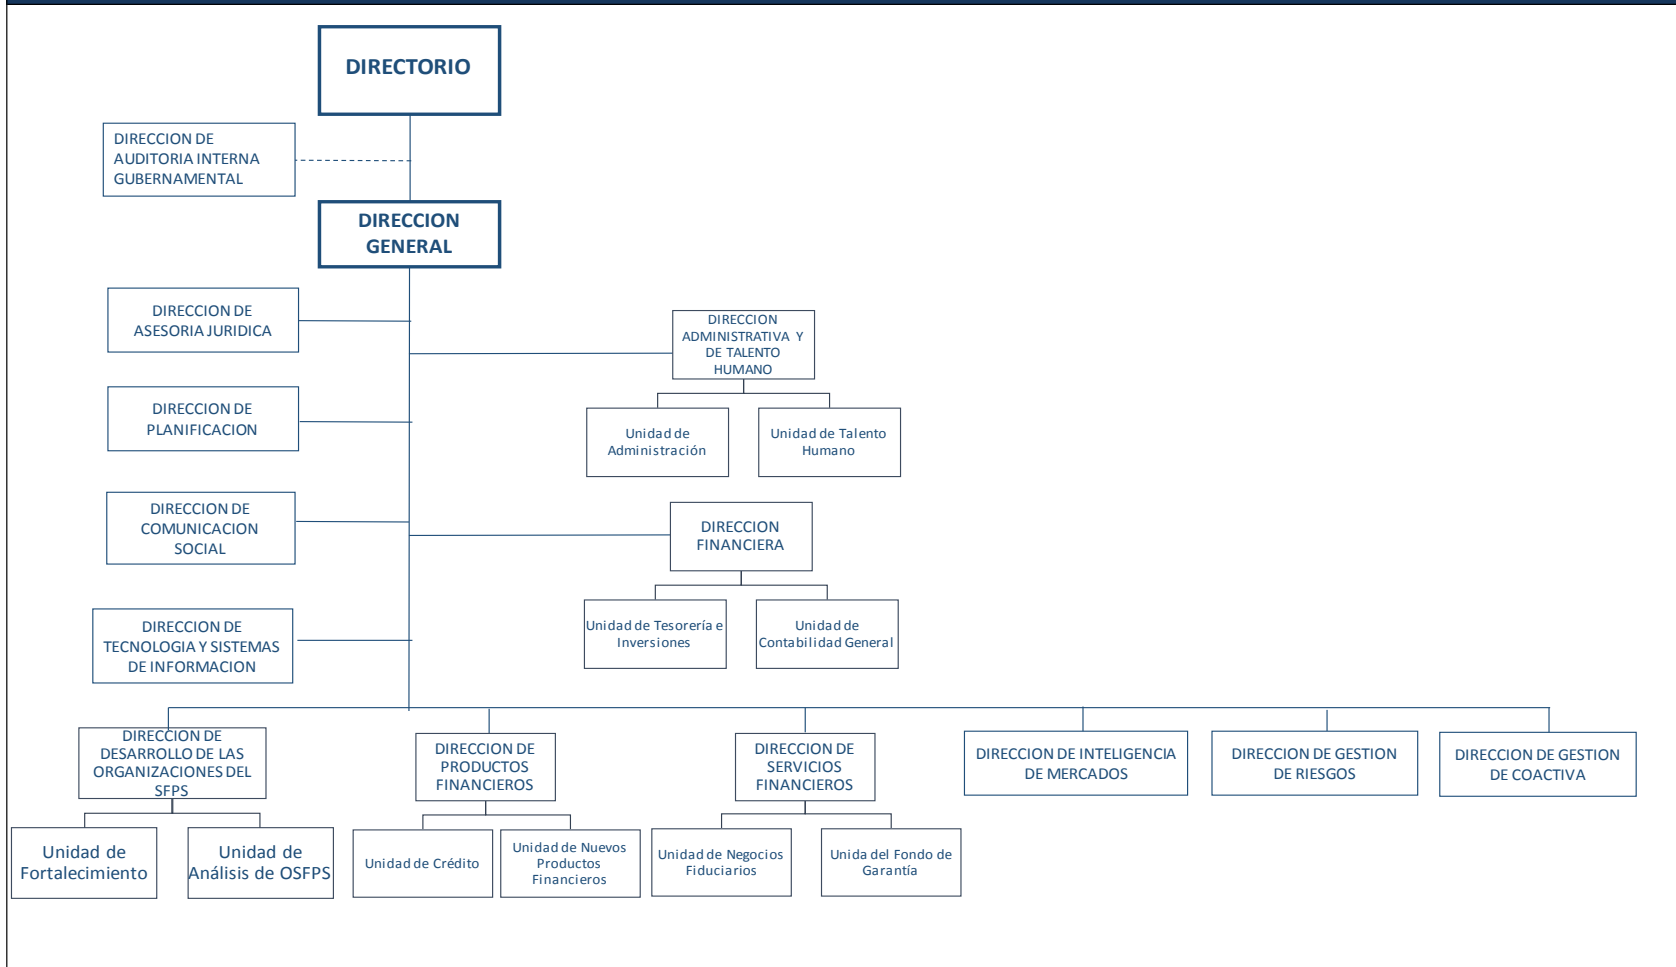 DIRECTORIO
DIRECCION DE
AUDITORIA INTERNA
GUBERNAMENTAL
DIRECCION
GENERAL
DIRECCION DE
ASESORIA JURIDICA
DIRECCION
ADMINISTRATIVA Y
DE TALENTO
HUMANO
DIRECCION DE
PLANIFICACION
Unidad de
Administración
Unidad de Talento
Humano
DIRECCION DE
COMUNICACION
SOCIAL
DIRECCION
FINANCIERA
DIRECCION DE
TECNOLOGIA Y SISTEMAS
DE INFORMACION
Unidad de Tesorería e
Inversiones
Unidad de
Contabilidad General
DIRECCION DE
DESARROLLO DE LAS
ORGANIZACIONES DEL
SFPS
DIRECCION DE
PRODUCTOS
FINANCIEROS
DIRECCION DE
SERVICIOS
FINANCIEROS
DIRECCION DE INTELIGENCIA
DE MERCADOS
DIRECCION DE GESTION
DE RIESGOS
DIRECCION DE GESTION
DE COACTIVA
Unidad de
Fortalecimiento
Unidad de
Análisis de OSFPS
Unidad de Crédito
Unidad de Nuevos
Productos
Financieros
Unidad de Negocios
Fiduciarios
Unida del Fondo de
Garantía